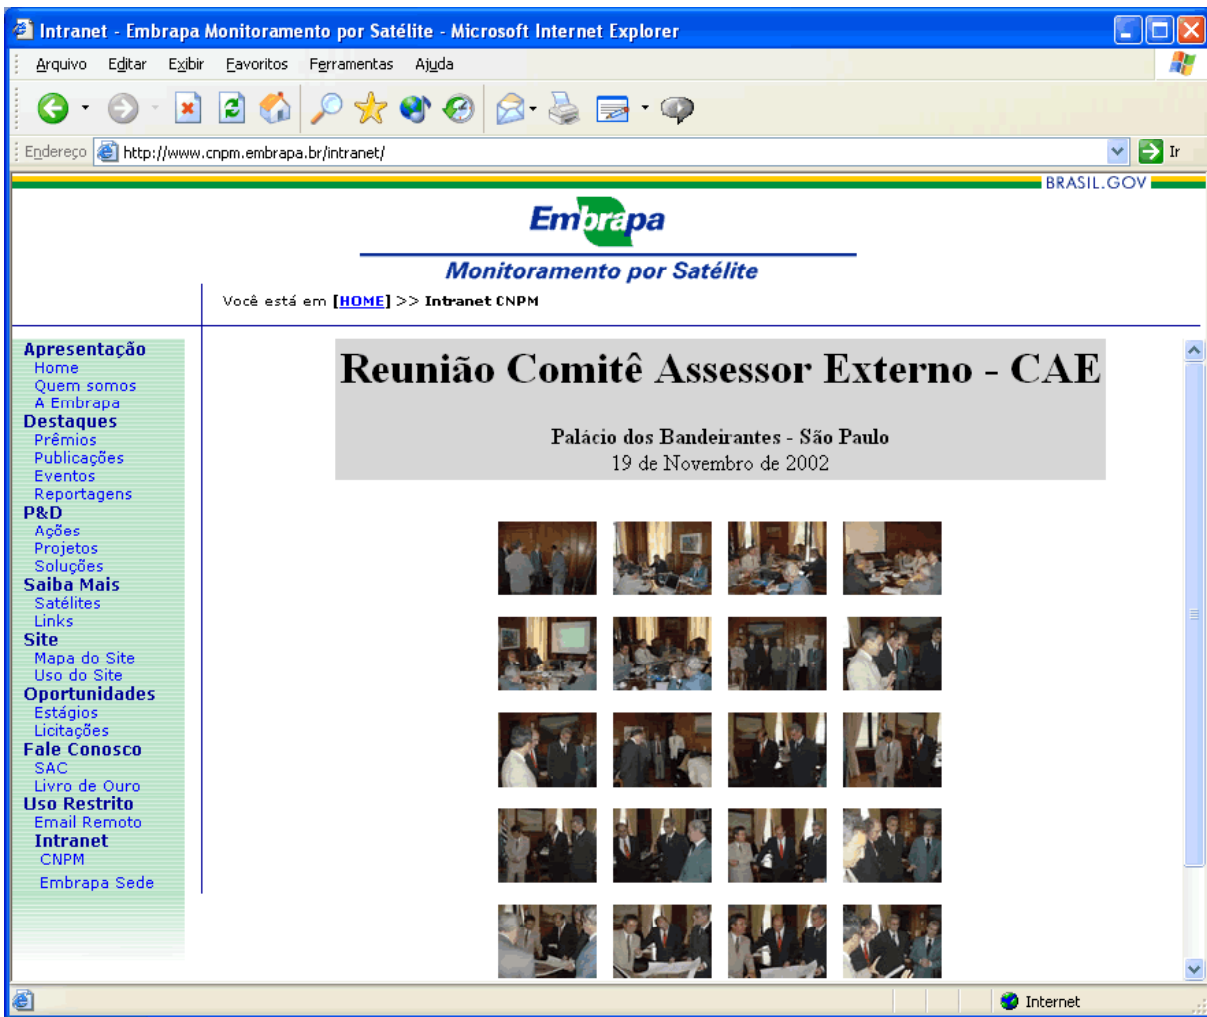 Intranet - Embrapa Monitoramento por Satélite - Microsoft Internet Explorer
Arquivo Editar Exibir Favoritos Ferramentas Ajuda
Endereço http://www.cnpm.embrapa.br/intranet/ Ir
BRASIL.GOV
Embrapa
Monitoramento por Satélite
Você está em [HOME] >> Intranet CNPM
Apresentação
Home
Quem somos
A Embrapa
Destaques
Prêmios
Publicações
Eventos
Reportagens
P&D
Ações
Projetos
Soluções
Saiba Mais
Satélites
Links
Site
Mapa do Site
Uso do Site
Oportunidades
Estágios
Licitações
Fale Conosco
SAC
Livro de Ouro
Uso Restrito
Email Remoto
Intranet
CNPM
Embrapa Sede
Reunião Comitê Assessor Externo - CAE
Palácio dos Bandeirantes - São Paulo
19 de Novembro de 2002
Internet